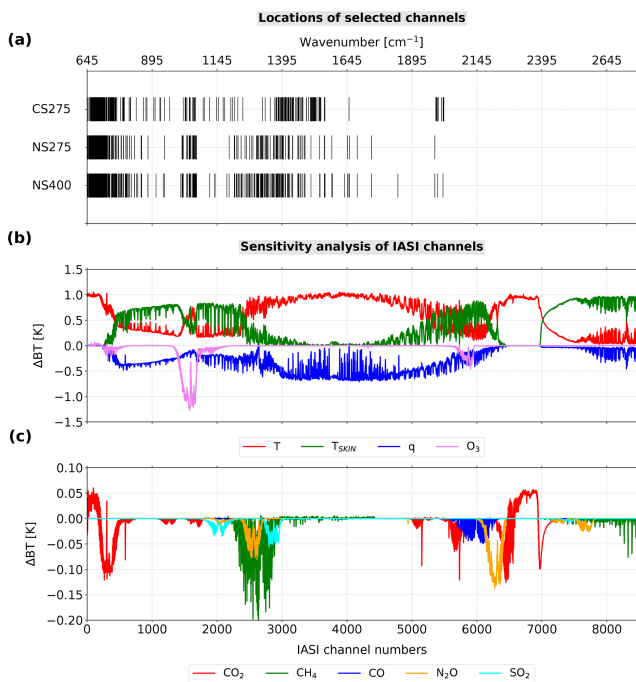 Locations of selected channels
(a)
Wavenumber [cm⁻¹]
645 895 1145 1395 1645 1895 2145 2395 2645
CS275
NS275
NS400
(b)
Sensitivity analysis of IASI channels
1.5
1.0
0.5
0.0
−0.5
−1.0
−1.5
ΔBT [K]
T T_SKIN q O₃
(c)
0.10
0.05
0.00
−0.05
−0.10
−0.15
−0.20
ΔBT [K]
0 1000 2000 3000 4000 5000 6000 7000 8000
IASI channel numbers
CO₂ CH₄ CO N₂O SO₂